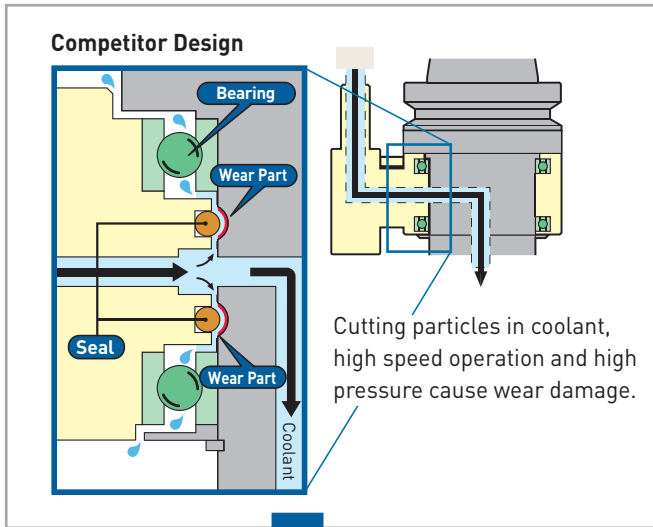 Competitor Design
Bearing
Wear Part
Seal
Wear Part
Coolant
Cutting particles in coolant,
high speed operation and high
pressure cause wear damage.